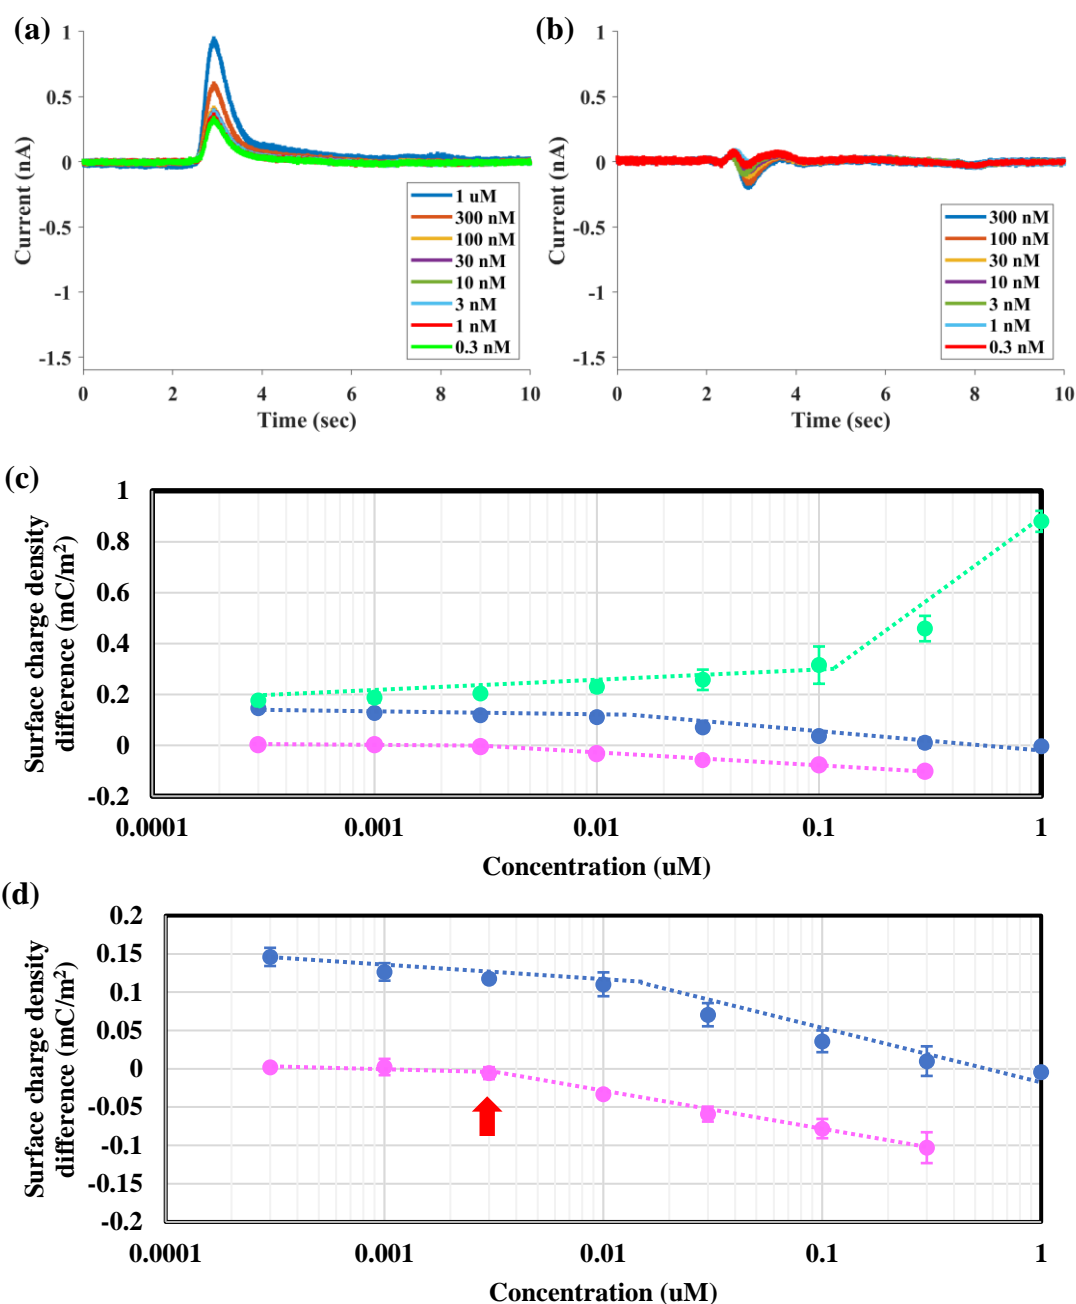 (a)
1
0.5
0
-0.5
-1
-1.5
Current (nA)
0 2 4 6 8 10
Time (sec)
1 uM
300 nM
100 nM
30 nM
10 nM
3 nM
1 nM
0.3 nM
(b)
1
0.5
0
-0.5
-1
-1.5
Current (nA)
0 2 4 6 8 10
Time (sec)
300 nM
100 nM
30 nM
10 nM
3 nM
1 nM
0.3 nM
(c)
Surface charge density
difference (mC/m²)
1
0.8
0.6
0.4
0.2
0
-0.2
0.0001 0.001 0.01 0.1 1
Concentration (uM)
(d)
Surface charge density
difference (mC/m²)
0.2
0.15
0.1
0.05
0
-0.05
-0.1
-0.15
-0.2
0.0001 0.001 0.01 0.1 1
Concentration (uM)